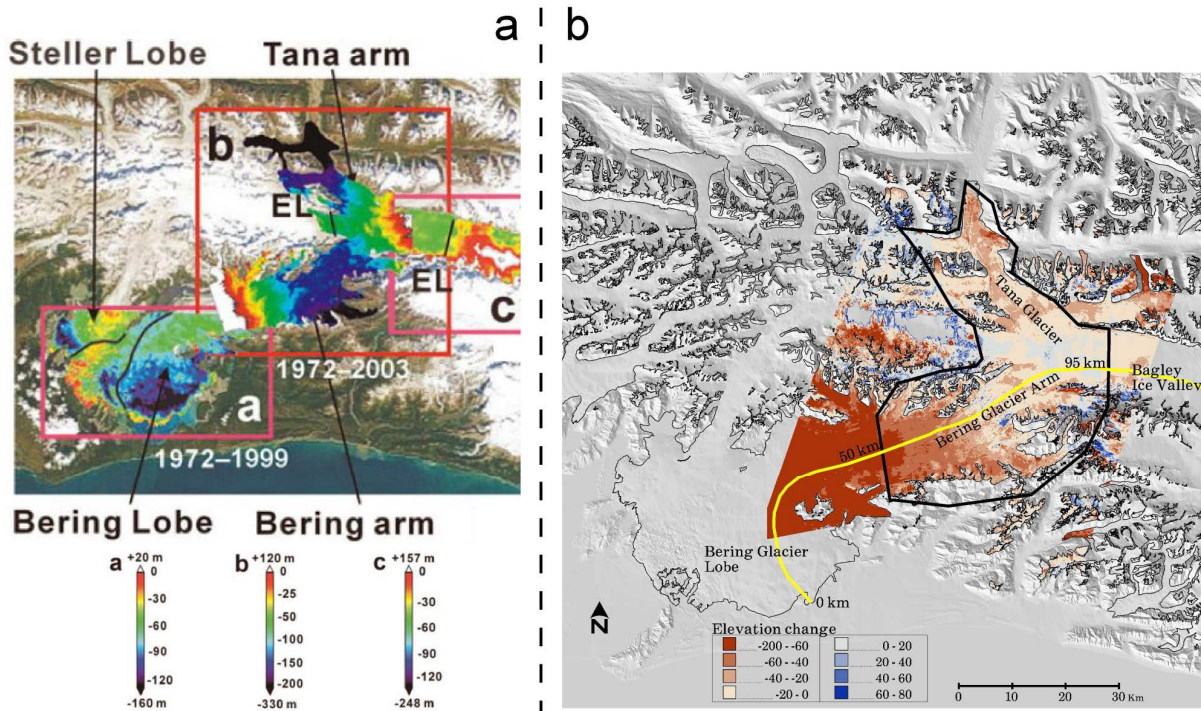 a
Steller Lobe
Tana arm
b
EL
EL
c
1972–2003
a
1972–1999
Bering Lobe
Bering arm
a
+20 m
0
-30
-60
-90
-120
-160 m
b
+120 m
0
-25
-50
-100
-150
-200
-330 m
c
+157 m
0
-30
-60
-90
-120
-248 m
b
Tana Glacier
95 km
Bagley
Ice Valley
Bering Glacier Arm
50 km
Bering Glacier
Lobe
0 km
N
Elevation change
-200 - -60
-60 - -40
-40 - -20
-20 - 0
0 - 20
20 - 40
40 - 60
60 - 80
0 10 20 30 Km